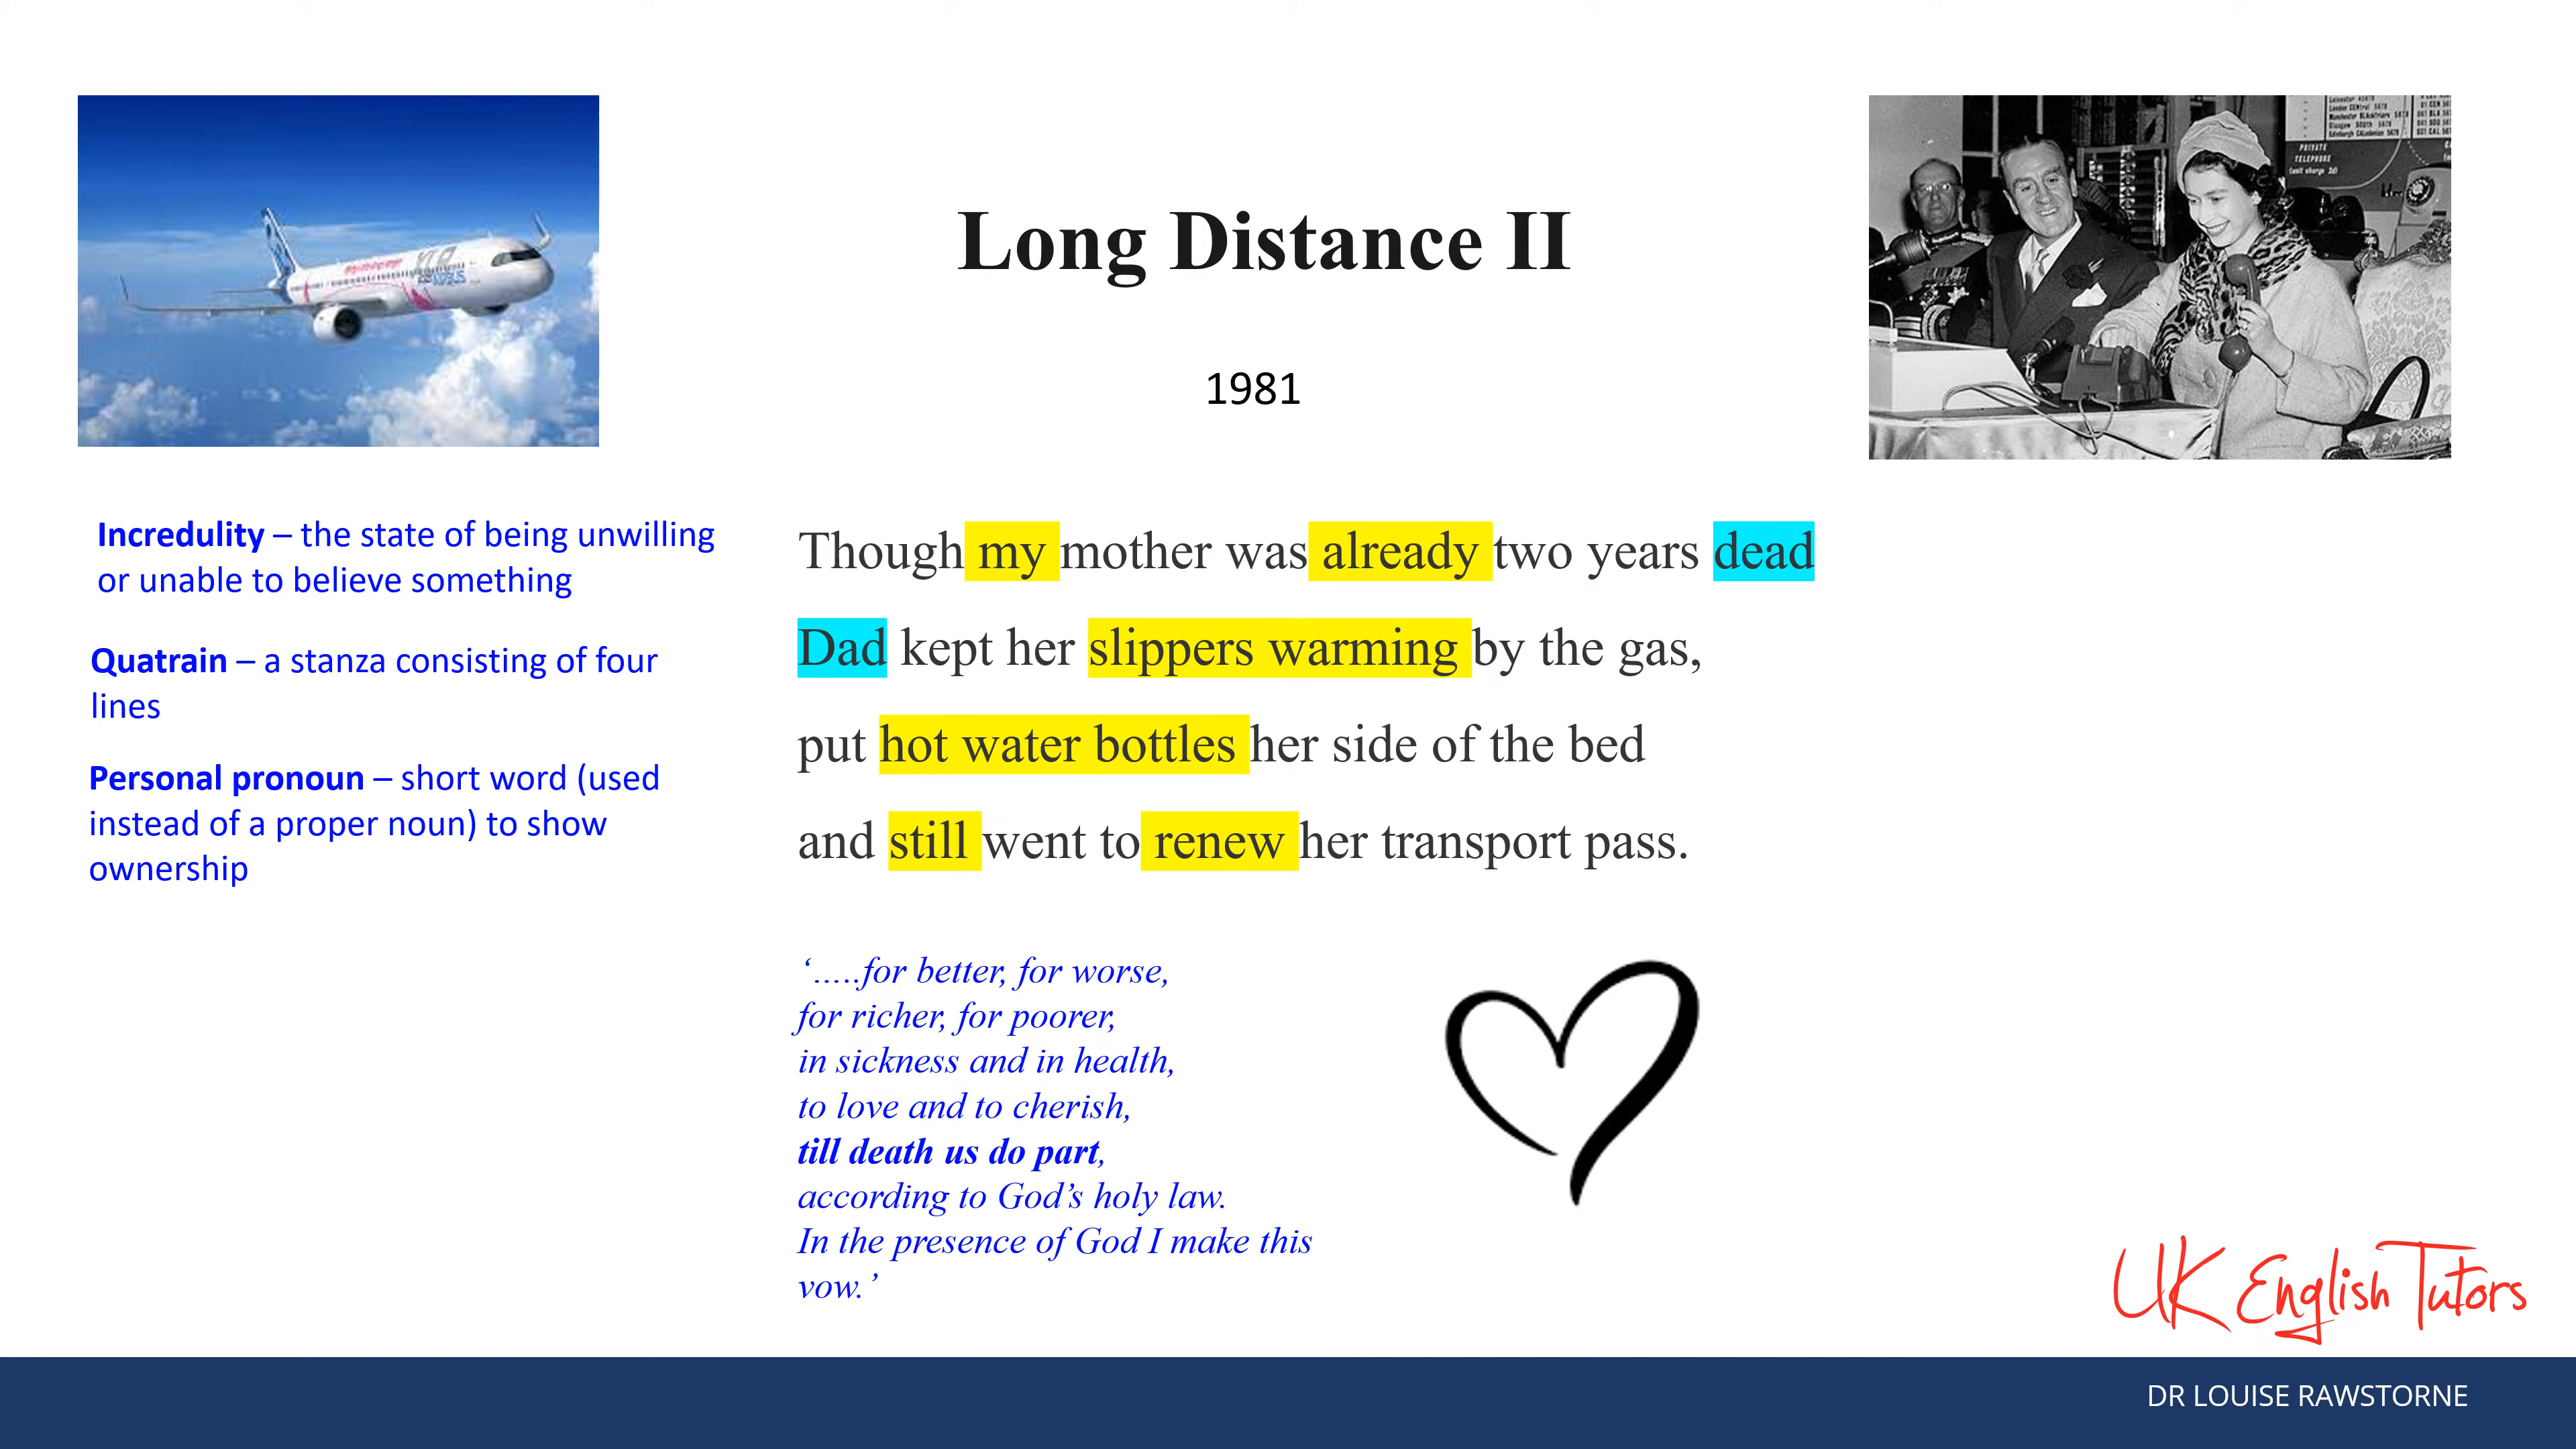 Long Distance II
1981
PRIVATE
TELEPHONE
Incredulity – the state of being unwilling
or unable to believe something
Quatrain – a stanza consisting of four
lines
Personal pronoun – short word (used
instead of a proper noun) to show
ownership
Though my mother was already two years dead
Dad kept her slippers warming by the gas,
put hot water bottles her side of the bed
and still went to renew her transport pass.
‘…..for better, for worse,
for richer, for poorer,
in sickness and in health,
to love and to cherish,
till death us do part,
according to God’s holy law.
In the presence of God I make this
vow.’
UK English Tutors
DR LOUISE RAWSTORNE